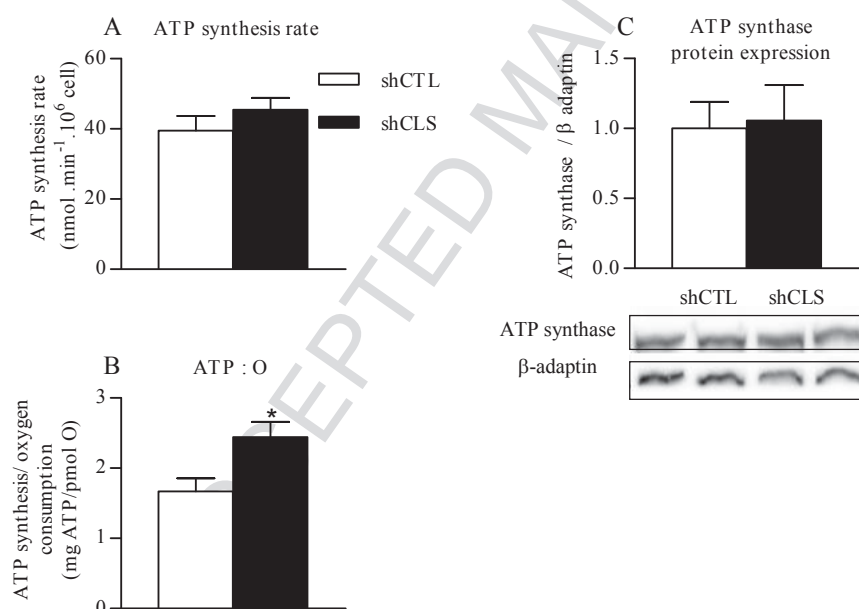 A ATP synthesis rate
ATP synthesis rate
(nmol .min⁻¹.10⁶ cell)
60
40
20
0
shCTL
shCLS
B ATP : O
ATP synthesis/ oxygen
consumption
(mg ATP/pmol O)
3
2
1
0
*
C ATP synthase
protein expression
ATP synthase / β adaptin
1.5
1.0
0.5
0.0
shCTL shCLS
ATP synthase
β-adaptin